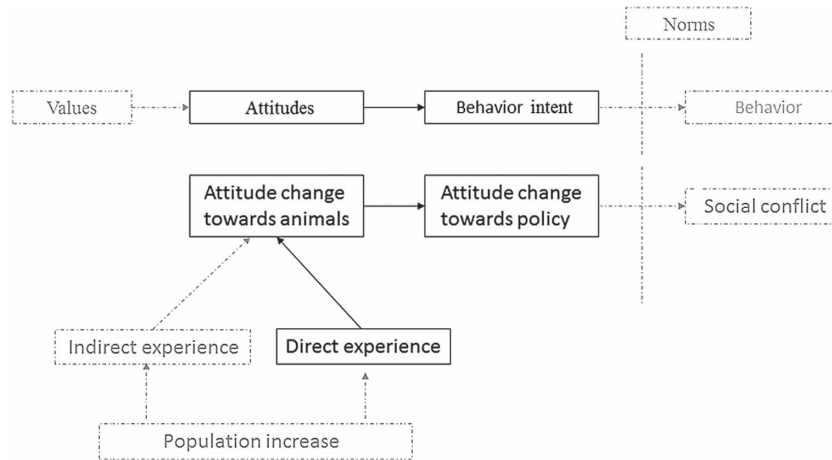 Norms
Values
Attitudes
Behavior intent
Behavior
Attitude change
towards animals
Attitude change
towards policy
Social conflict
Indirect experience
Direct experience
Population increase